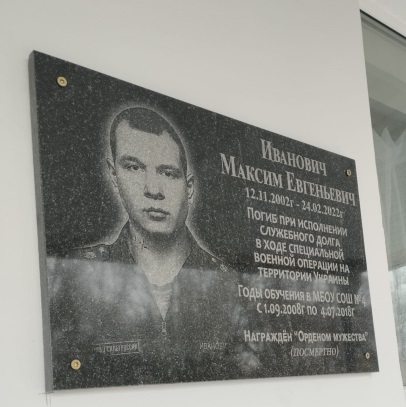 Иванович
Максим Евгеньевич
12.11.2002г - 24.02.2022г
Погиб при исполнении
служебного долга
в ходе специальной
военной операции на
территории Украины
Годы обучения в МБОУ СОШ № 4
с 1.09.2008г по 4.07.2018г
Награждён "Орденом мужества"
(посмертно)